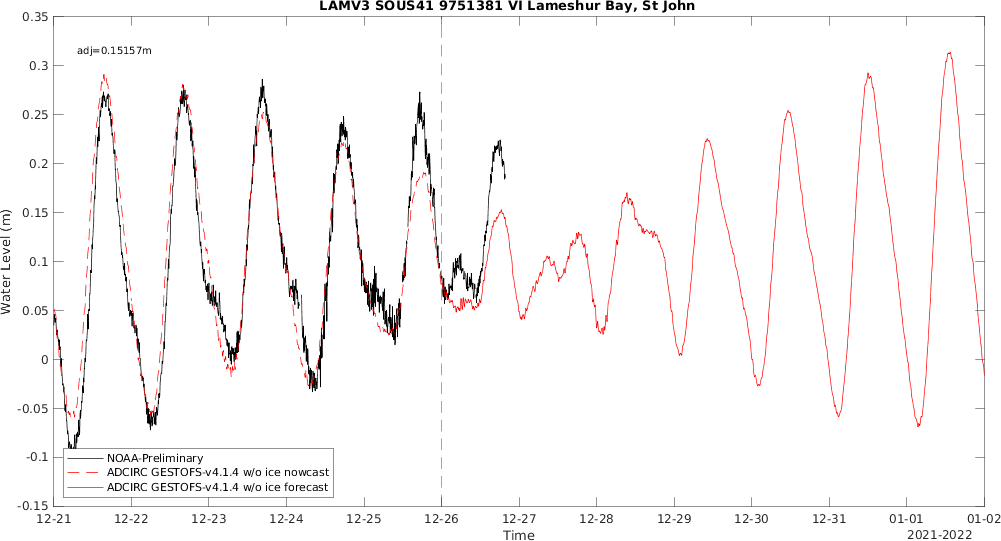 LAMV3 SOUS41 9751381 VI Lameshur Bay, St John
adj=0.15157m
0.35
0.3
0.25
0.2
0.15
0.1
0.05
0
-0.05
-0.1
-0.15
Water Level (m)
NOAA-Preliminary
ADCIRC GESTOFS-v4.1.4 w/o ice nowcast
ADCIRC GESTOFS-v4.1.4 w/o ice forecast
12-21 12-22 12-23 12-24 12-25 12-26 12-27 12-28 12-29 12-30 12-31 01-01 01-02
Time
2021-2022